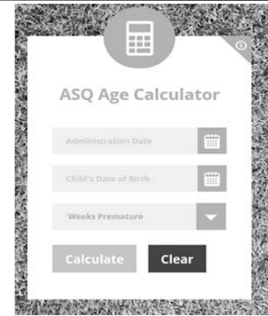 ASQ Age Calculator
Administration Date
Child's Date of Birth
Weeks Premature
Calculate Clear